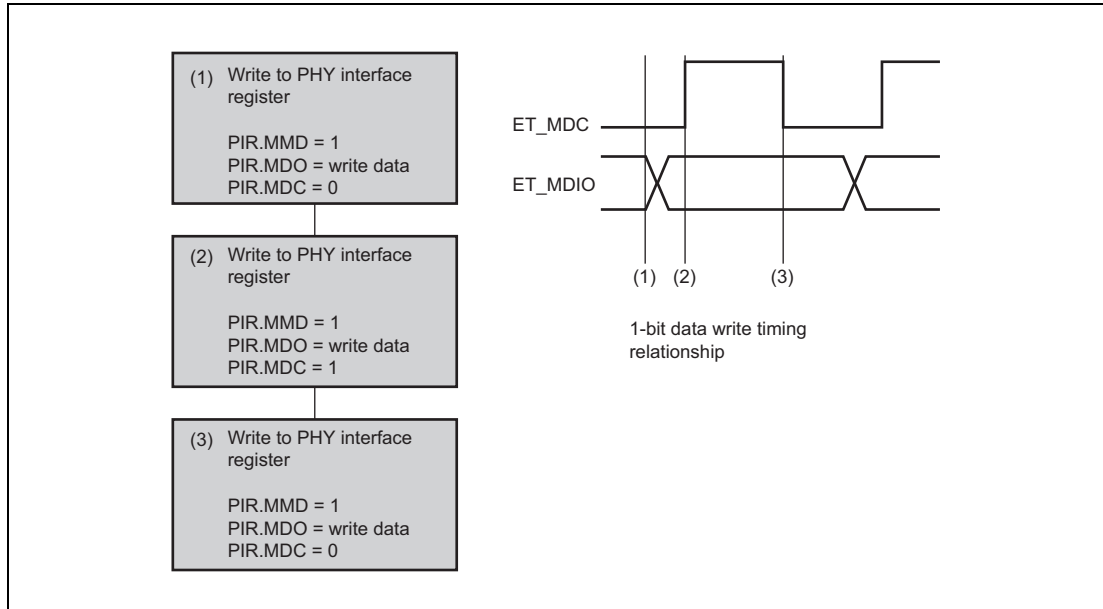 (1) Write to PHY interface
register
PIR.MMD = 1
PIR.MDO = write data
PIR.MDC = 0
(2) Write to PHY interface
register
PIR.MMD = 1
PIR.MDO = write data
PIR.MDC = 1
(3) Write to PHY interface
register
PIR.MMD = 1
PIR.MDO = write data
PIR.MDC = 0
ET_MDC
ET_MDIO
(1) (2) (3)
1-bit data write timing
relationship